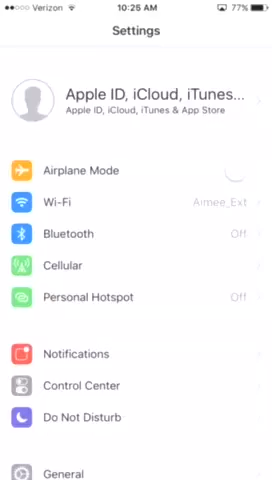 Verizon 10:25 AM 77%
Settings
Apple ID, iCloud, iTunes...
Apple ID, iCloud, iTunes & App Store
Airplane Mode
Wi-Fi Aimee_Ext
Bluetooth Off
Cellular
Personal Hotspot Off
Notifications
Control Center
Do Not Disturb
General